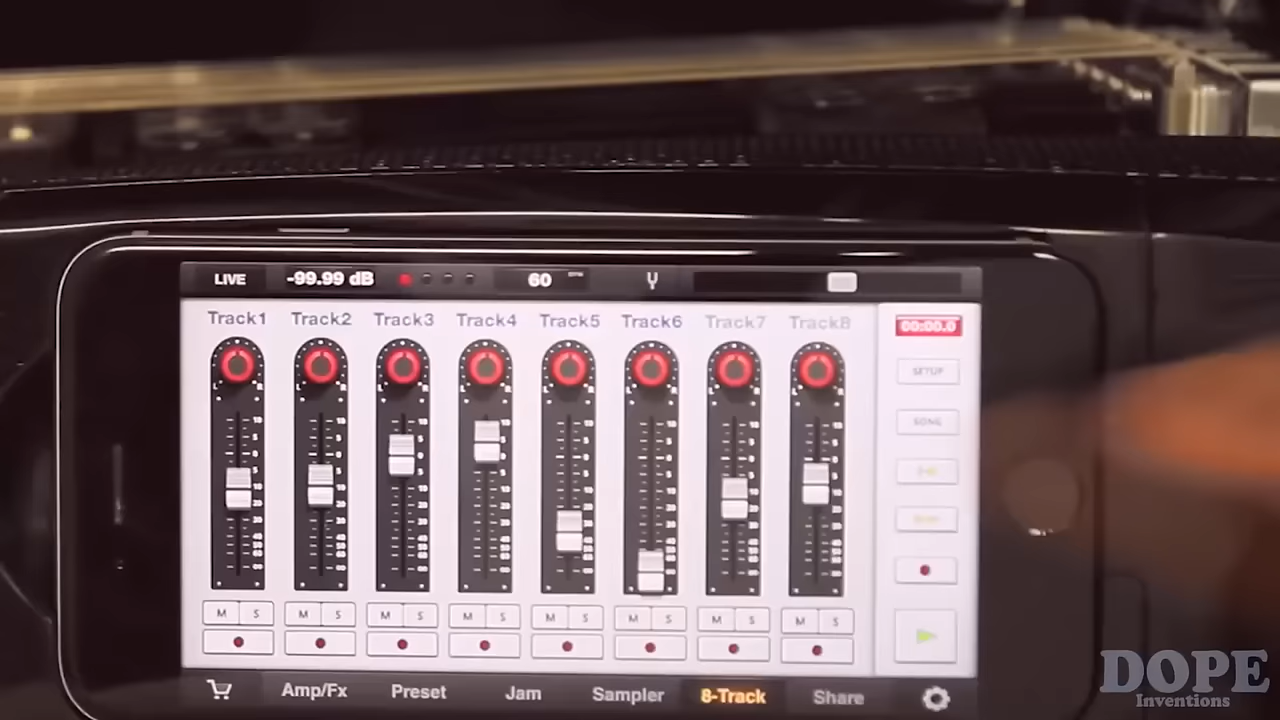 LIVE -99.99 dB 60
Track1 Track2 Track3 Track4 Track5 Track6 Track7 Track8
00:00.0
SETUP
SONG
M S M S M S M S M S M S M S M S
Amp/Fx Preset Jam Sampler 8-Track Share
DOPE
Inventions